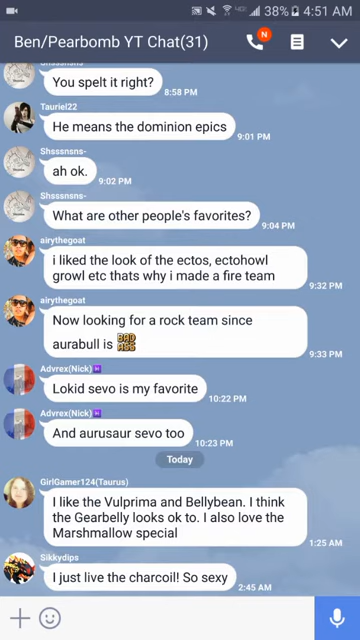 38% 4:51 AM
Ben/Pearbomb YT Chat(31)
N
Shsssnsns-
You spelt it right?
8:58 PM
Tauriel22
He means the dominion epics
9:01 PM
Shsssnsns-
ah ok.
9:02 PM
Shsssnsns-
What are other people's favorites?
9:04 PM
airythegoat
i liked the look of the ectos, ectohowl
growl etc thats why i made a fire team
9:32 PM
airythegoat
Now looking for a rock team since
aurabull is BAD
ASS
9:33 PM
Advrex(Nick)
Lokid sevo is my favorite
10:22 PM
Advrex(Nick)
And aurusaur sevo too
10:23 PM
Today
GirlGamer124(Taurus)
I like the Vulprima and Bellybean. I think
the Gearbelly looks ok to. I also love the
Marshmallow special
1:25 AM
Sikkydips
I just live the charcoil! So sexy
2:45 AM